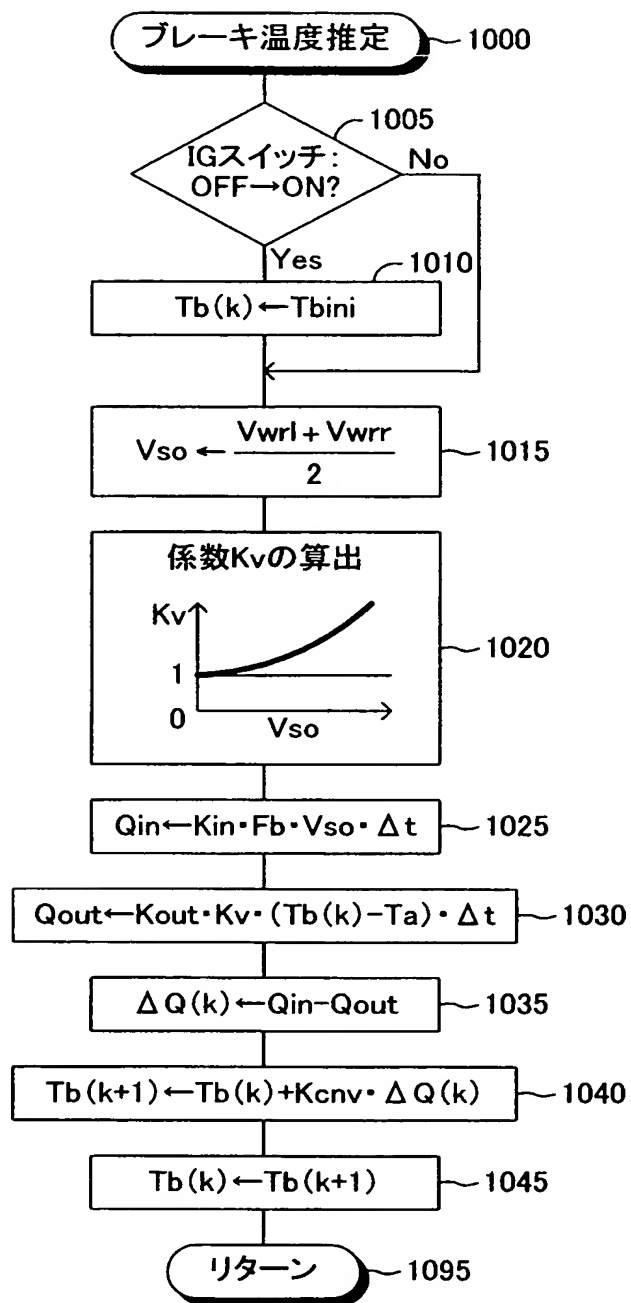 ブレーキ温度推定
1000
1005
IGスイッチ:
OFF→ON?
No
Yes
1010
Tb(k)←Tbini
Vso ← (Vwrl + Vwrr) / 2
1015
係数Kvの算出
Kv
1
0
Vso
1020
Qin←Kin・Fb・Vso・Δt
1025
Qout←Kout・Kv・(Tb(k)-Ta)・Δt
1030
ΔQ(k)←Qin-Qout
1035
Tb(k+1)←Tb(k)+Kcnv・ΔQ(k)
1040
Tb(k)←Tb(k+1)
1045
リターン
1095